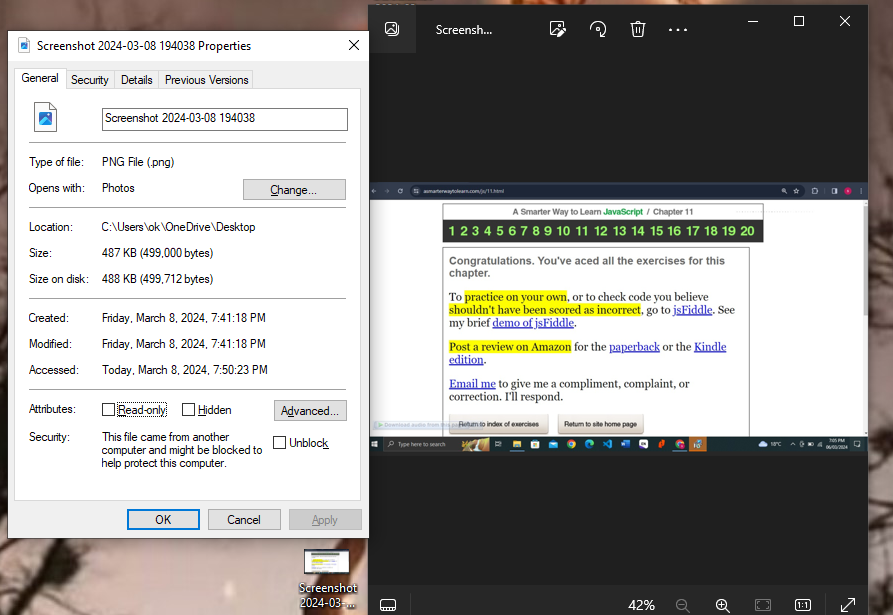 Screenshot 2024-03-08 194038 Properties
General Security Details Previous Versions
Screenshot 2024-03-08 194038
Type of file: PNG File (.png)
Opens with: Photos
Change...
Location: C:\Users\ok\OneDrive\Desktop
Size: 487 KB (499,000 bytes)
Size on disk: 488 KB (499,712 bytes)
Created: Friday, March 8, 2024, 7:41:18 PM
Modified: Friday, March 8, 2024, 7:41:18 PM
Accessed: Today, March 8, 2024, 7:50:23 PM
Attributes: Read-only Hidden Advanced...
Security: This file came from another
computer and might be blocked to
help protect this computer.
Unblock
OK Cancel Apply
Screenshot
2024-03-...
Screensh...
asmarterwaytolearn.com/js/11.html
A Smarter Way to Learn JavaScript / Chapter 11
1 2 3 4 5 6 7 8 9 10 11 12 13 14 15 16 17 18 19 20
Congratulations. You've aced all the exercises for this
chapter.
To practice on your own, or to check code you believe
shouldn't have been scored as incorrect, go to jsFiddle. See
my brief demo of jsFiddle.
Post a review on Amazon for the paperback or the Kindle
edition.
Email me to give me a compliment, complaint, or
correction. I'll respond.
Download audio from this page
Return to index of exercises Return to site home page
Type here to search
18°C
7:05 PM
06/03/2024
42%
1:1